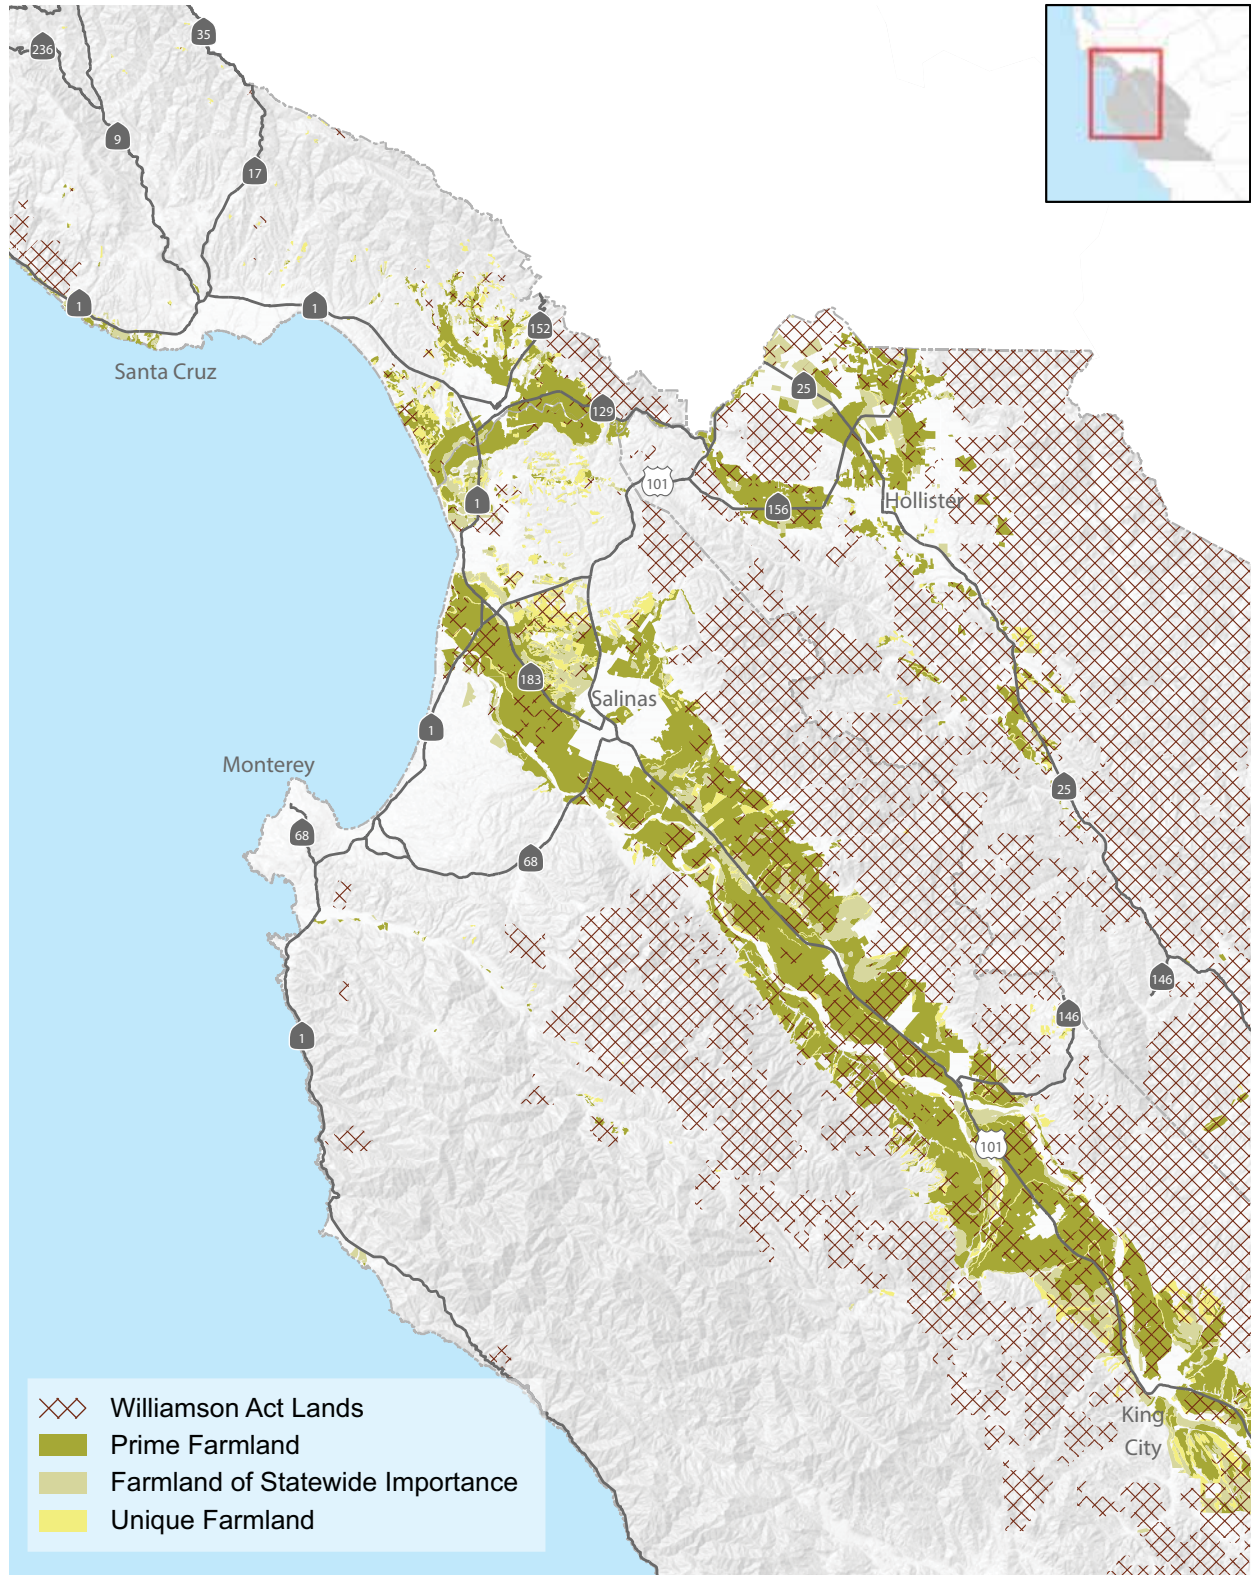 35
236
9
17
1
1
152
Santa Cruz
25
129
101
1
156
Hollister
183
Salinas
1
Monterey
25
68
68
146
146
1
101
King
City
Williamson Act Lands
Prime Farmland
Farmland of Statewide Importance
Unique Farmland